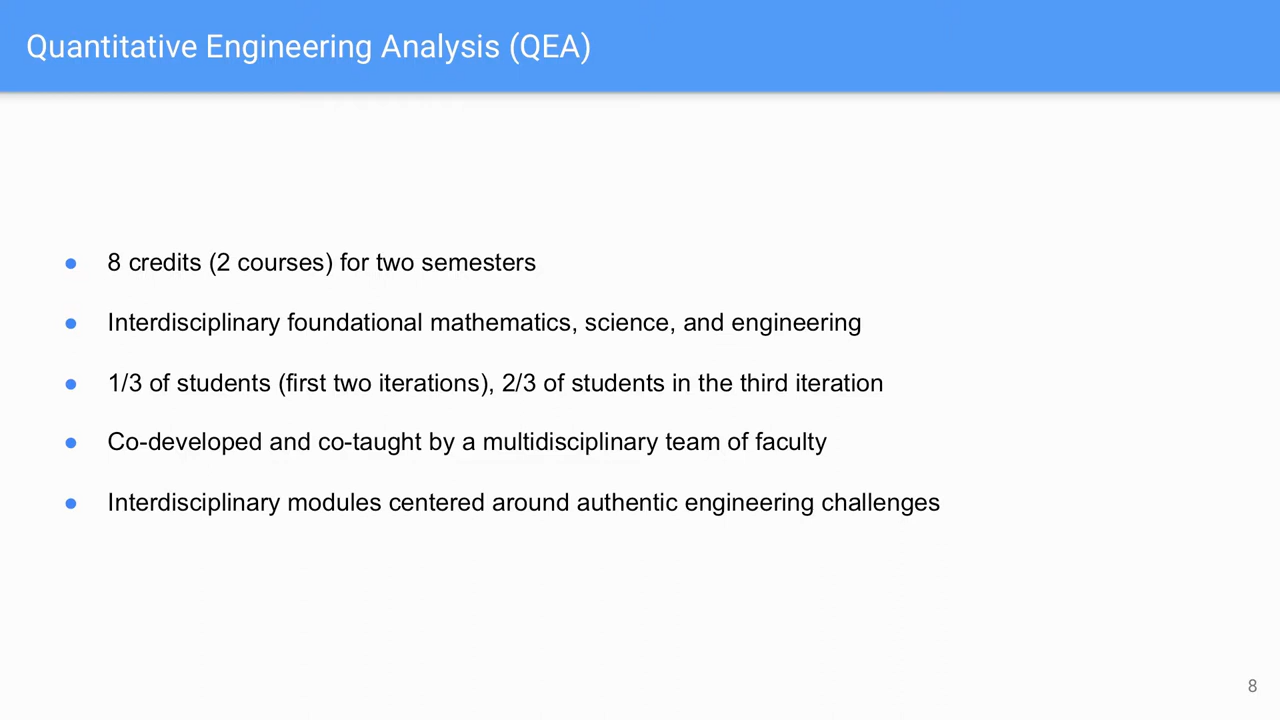 Quantitative Engineering Analysis (QEA)
● 8 credits (2 courses) for two semesters
● Interdisciplinary foundational mathematics, science, and engineering
● 1/3 of students (first two iterations), 2/3 of students in the third iteration
● Co-developed and co-taught by a multidisciplinary team of faculty
● Interdisciplinary modules centered around authentic engineering challenges
8